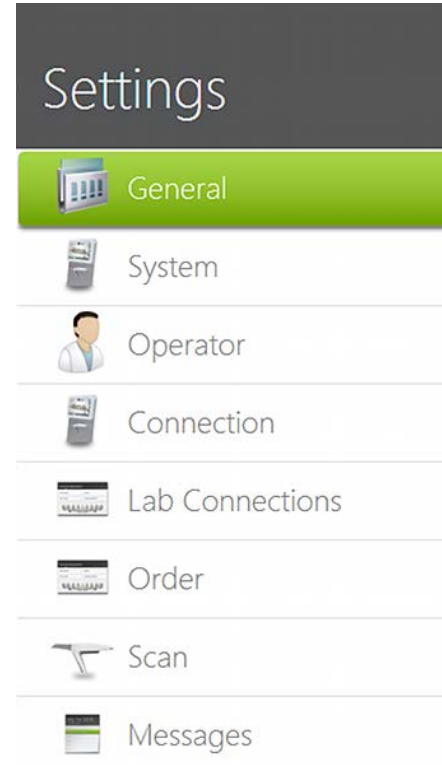 Settings
General
System
Operator
Connection
Lab Connections
Order
Scan
Messages